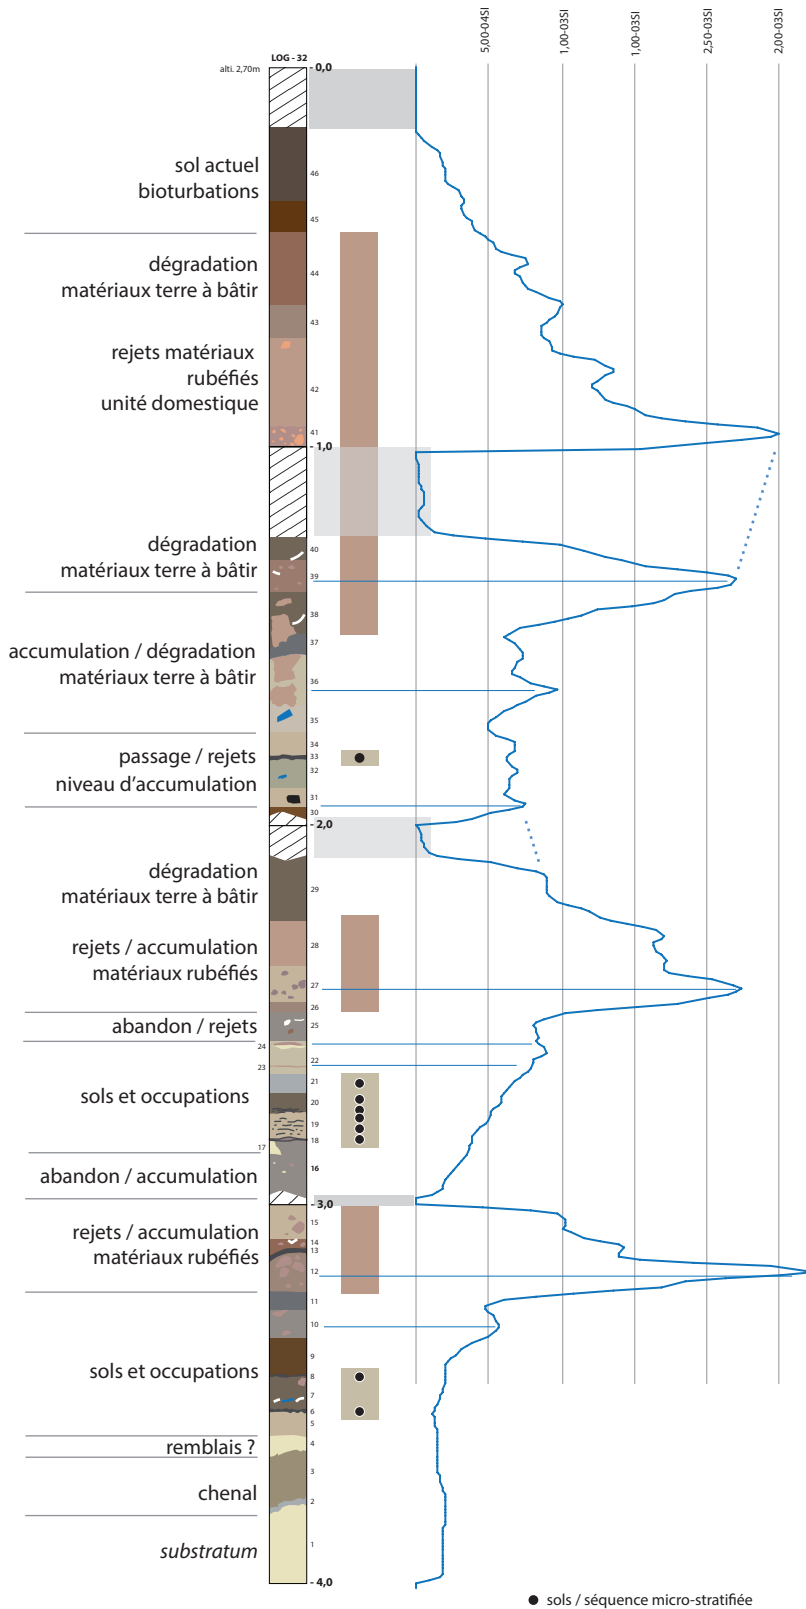 5,00-04SI
1,00-03SI
1,00-03SI
2,50-03SI
2,00-03SI
LOG - 32
alti. 2,70m
- 0,0
sol actuel
bioturbations
46
45
dégradation
matériaux terre à bâtir
44
43
rejets matériaux
rubéfiés
unité domestique
42
41
- 1,0
dégradation
matériaux terre à bâtir
40
39
38
37
accumulation / dégradation
matériaux terre à bâtir
36
35
34
passage / rejets
niveau d'accumulation
33
32
31
30
- 2,0
dégradation
matériaux terre à bâtir
29
rejets / accumulation
matériaux rubéfiés
28
27
26
abandon / rejets
25
24
23
22
sols et occupations
21
20
19
18
17
abandon / accumulation
16
- 3,0
rejets / accumulation
matériaux rubéfiés
15
14
13
12
11
10
sols et occupations
9
8
7
6
5
remblais ?
4
chenal
3
2
substratum
1
- 4,0
● sols / séquence micro-stratifiée